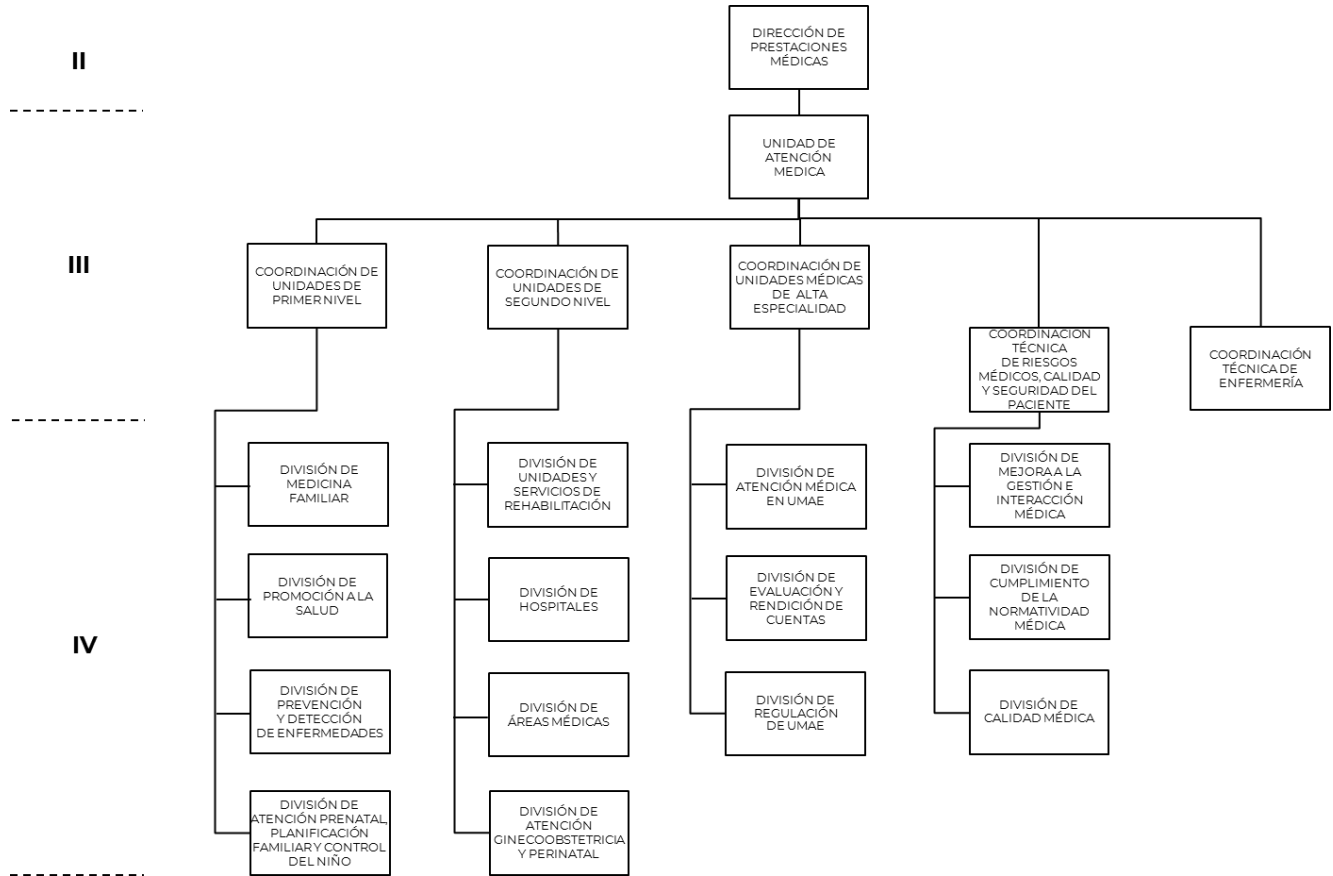 II
DIRECCIÓN DE
PRESTACIONES
MÉDICAS
UNIDAD DE
ATENCIÓN
MEDICA
III
COORDINACIÓN DE
UNIDADES DE
PRIMER NIVEL
COORDINACIÓN DE
UNIDADES DE
SEGUNDO NIVEL
COORDINACIÓN DE
UNIDADES MÉDICAS
DE ALTA
ESPECIALIDAD
COORDINACIÓN
TÉCNICA
DE RIESGOS
MÉDICOS, CALIDAD
Y SEGURIDAD DEL
PACIENTE
COORDINACIÓN
TÉCNICA DE
ENFERMERÍA
IV
DIVISIÓN DE
MEDICINA
FAMILIAR
DIVISIÓN DE
UNIDADES Y
SERVICIOS DE
REHABILITACIÓN
DIVISIÓN DE
ATENCIÓN MÉDICA
EN UMAE
DIVISIÓN DE
MEJORA A LA
GESTIÓN E
INTERACCIÓN
MÉDICA
DIVISIÓN DE
PROMOCIÓN A LA
SALUD
DIVISIÓN DE
HOSPITALES
DIVISIÓN DE
EVALUACIÓN Y
RENDICIÓN DE
CUENTAS
DIVISIÓN DE
CUMPLIMIENTO
DE LA
NORMATIVIDAD
MÉDICA
DIVISIÓN DE
PREVENCIÓN
Y DETECCIÓN
DE ENFERMEDADES
DIVISIÓN DE
ÁREAS MÉDICAS
DIVISIÓN DE
REGULACIÓN
DE UMAE
DIVISIÓN DE
CALIDAD MÉDICA
DIVISIÓN DE
ATENCIÓN PRENATAL,
PLANIFICACIÓN
FAMILIAR Y CONTROL
DEL NIÑO
DIVISIÓN DE
ATENCIÓN
GINECOOBSTETRICIA
Y PERINATAL